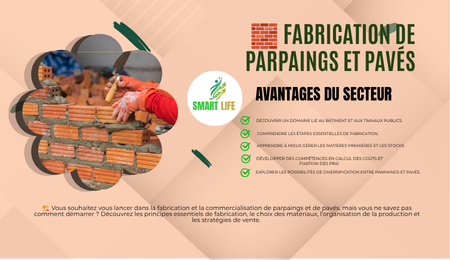 🧱 FABRICATION DE
PARPAINGS ET PAVÉS
AVANTAGES DU SECTEUR
SMART LIFE
DÉCOUVRIR UN DOMAINE LIÉ AU BÂTIMENT ET AUX TRAVAUX PUBLICS.
COMPRENDRE LES ÉTAPES ESSENTIELLES DE FABRICATION.
APPRENDRE À MIEUX GÉRER LES MATIÈRES PREMIÈRES ET LES STOCKS.
DÉVELOPPER DES COMPÉTENCES EN CALCUL DES COÛTS ET
FIXATION DES PRIX
EXPLORER LES POSSIBILITÉS DE DIVERSIFICATION ENTRE PARPAINGS ET PAVÉS.
🏗️ Vous souhaitez vous lancer dans la fabrication et la commercialisation de parpaings et de pavés, mais vous ne savez pas
comment démarrer ? Découvrez les principes essentiels de fabrication, le choix des matériaux, l'organisation de la production et
les stratégies de vente.